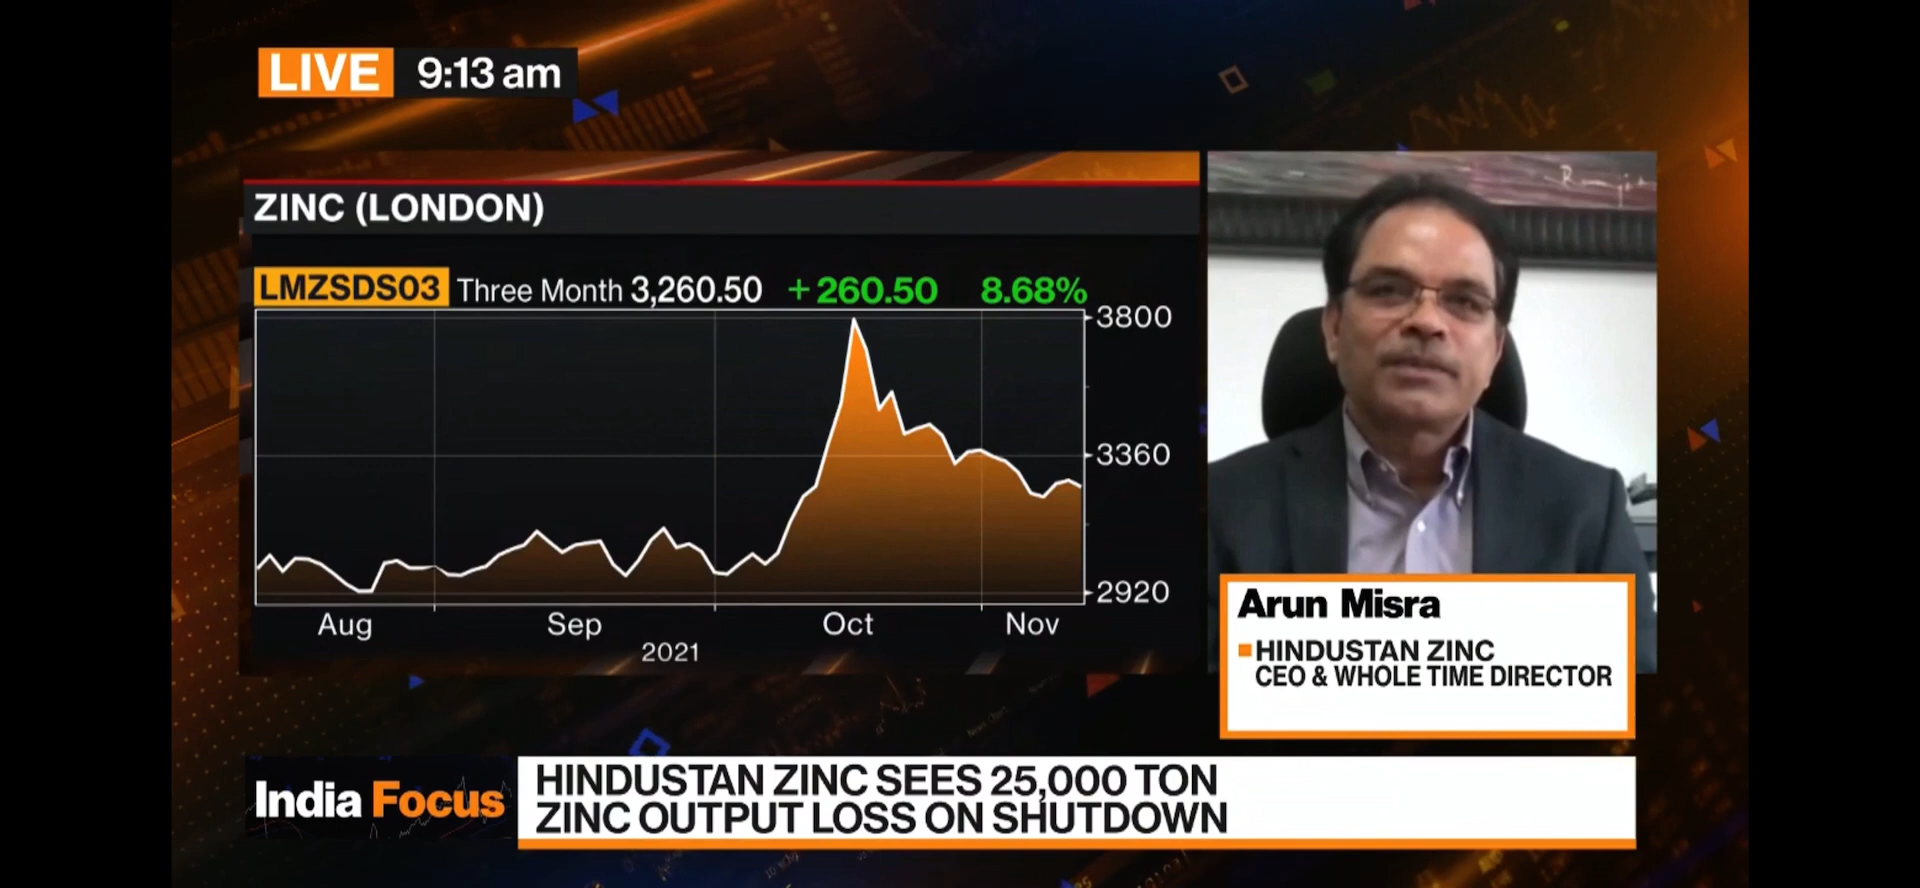 LIVE 9:13 am
ZINC (LONDON)
LMZSDS03 Three Month 3,260.50 +260.50 8.68%
3800
3360
2920
Aug Sep Oct Nov
2021
Arun Misra
HINDUSTAN ZINC
CEO & WHOLE TIME DIRECTOR
India Focus
HINDUSTAN ZINC SEES 25,000 TON
ZINC OUTPUT LOSS ON SHUTDOWN